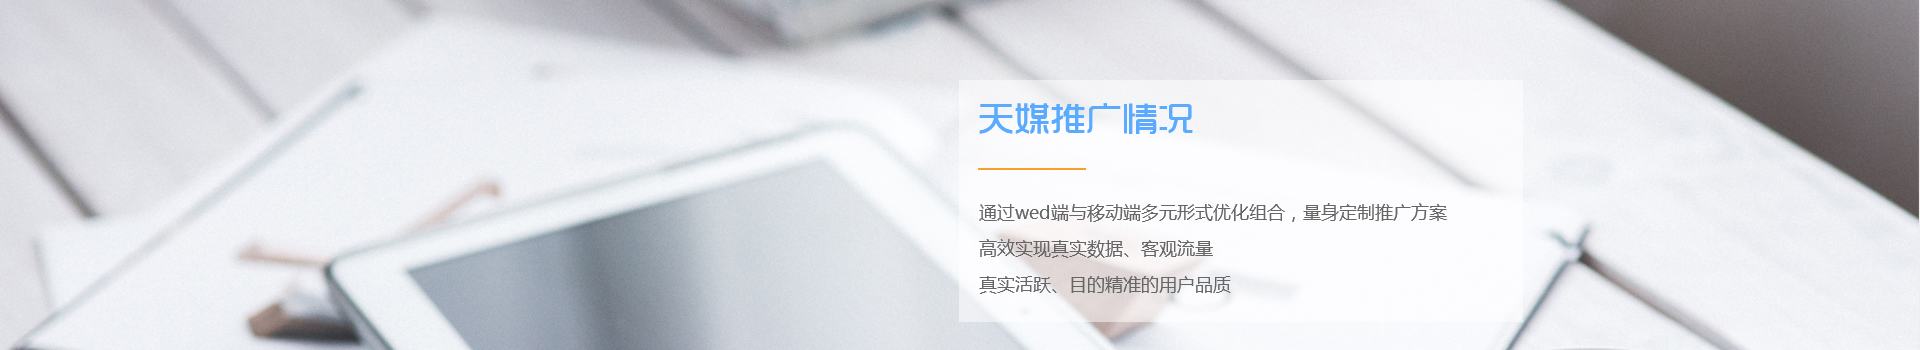 天媒推广情况
通过wed端与移动端多元形式优化组合，量身定制推广方案
高效实现真实数据、客观流量
真实活跃、目的精准的用户品质